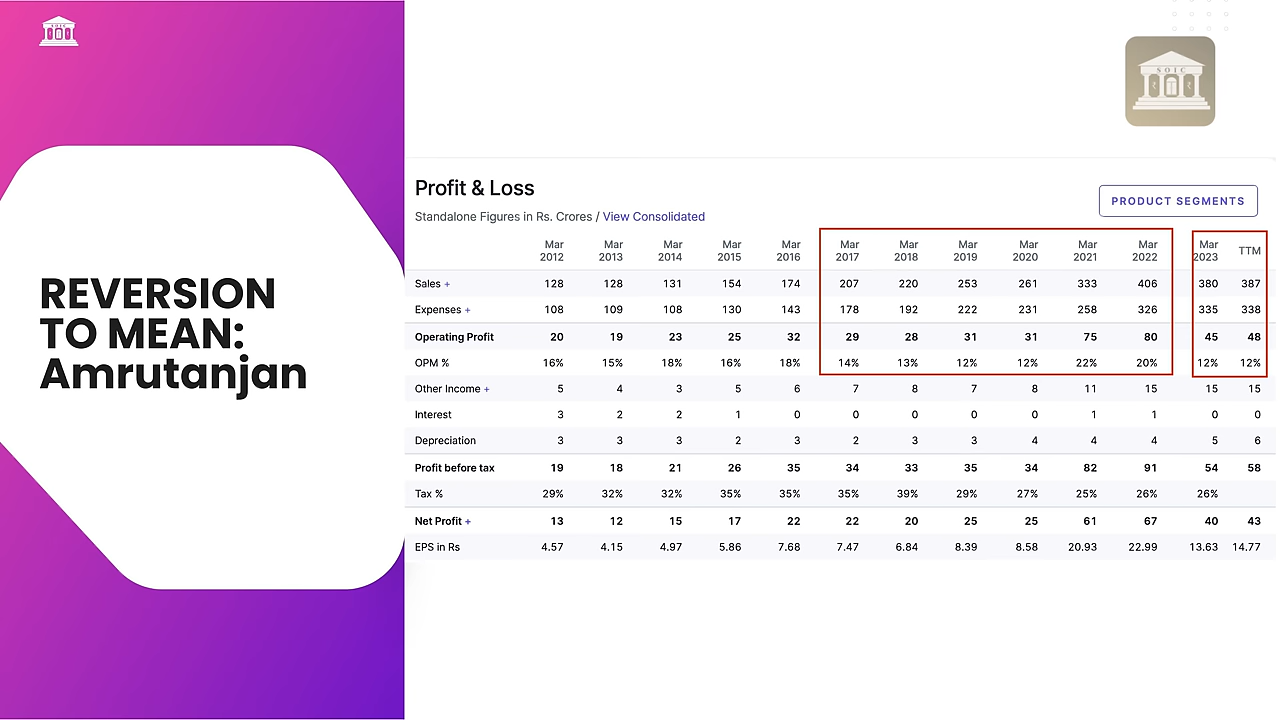 SOIC
SOIC
REVERSION
TO MEAN:
Amrutanjan
Profit & Loss
PRODUCT SEGMENTS
Standalone Figures in Rs. Crores / View Consolidated
Mar 2012 Mar 2013 Mar 2014 Mar 2015 Mar 2016 Mar 2017 Mar 2018 Mar 2019 Mar 2020 Mar 2021 Mar 2022 Mar 2023 TTM
Sales + 128 128 131 154 174 207 220 253 261 333 406 380 387
Expenses + 108 109 108 130 143 178 192 222 231 258 326 335 338
Operating Profit 20 19 23 25 32 29 28 31 31 75 80 45 48
OPM % 16% 15% 18% 16% 18% 14% 13% 12% 12% 22% 20% 12% 12%
Other Income + 5 4 3 5 6 7 8 7 8 11 15 15 15
Interest 3 2 2 1 0 0 0 0 0 1 1 0 0
Depreciation 3 3 3 2 3 2 3 3 4 4 4 5 6
Profit before tax 19 18 21 26 35 34 33 35 34 82 91 54 58
Tax % 29% 32% 32% 35% 35% 35% 39% 29% 27% 25% 26% 26%
Net Profit + 13 12 15 17 22 22 20 25 25 61 67 40 43
EPS in Rs 4.57 4.15 4.97 5.86 7.68 7.47 6.84 8.39 8.58 20.93 22.99 13.63 14.77